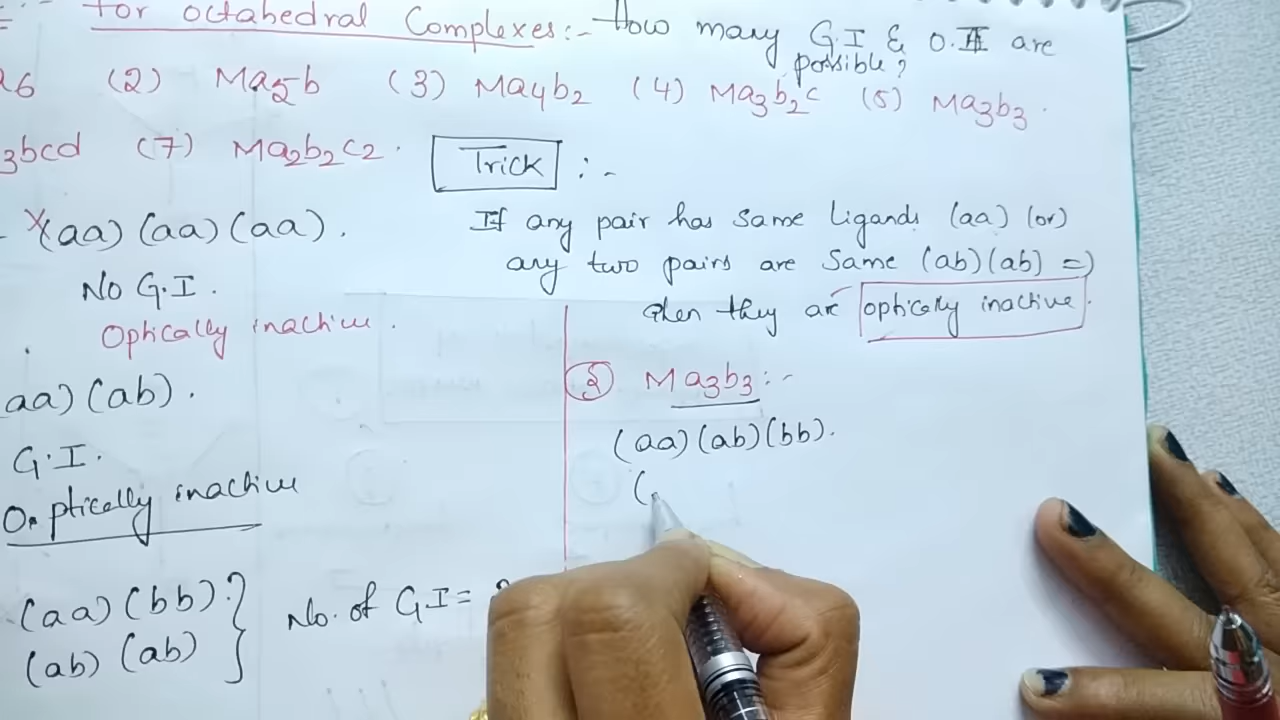 :- For Octahedral Complexes:- How many G.I & O.I are possible?
a6 (2) Ma5b (3) Ma4b2 (4) Ma3b2c (5) Ma3b3.
3bcd (7) Ma2b2c2.
Trick :-
(aa)(aa)(aa).
No G.I.
Optically inactive.
If any pair has same ligands (aa) (or)
any two pairs are same (ab)(ab) =>
then they are optically inactive.
aa)(ab).
G.I.
Optically inactive
(aa)(bb).
(ab)(ab)
} No. of GI =
Ma3b3:-
(aa)(ab)(bb).
(